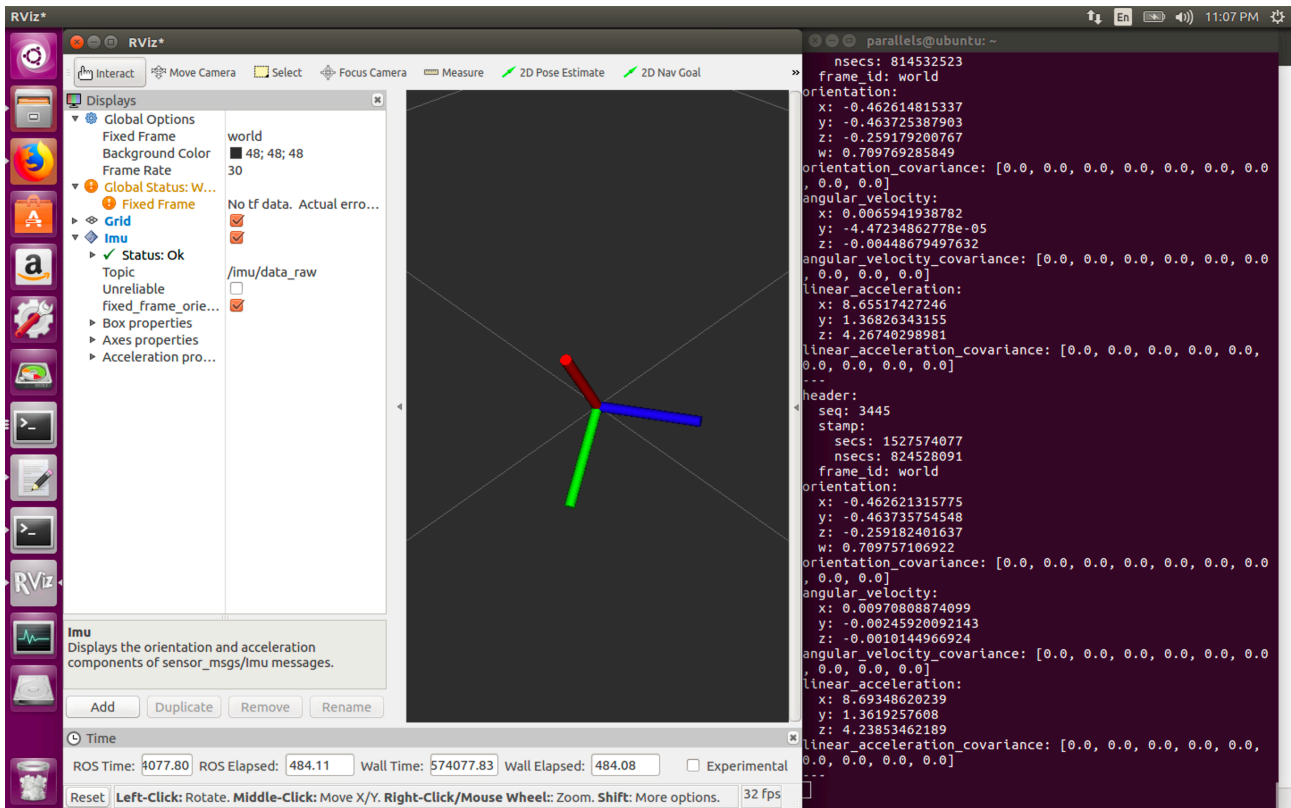 RViz*
En
11:07 PM
RViz*
Interact
Move Camera
Select
Focus Camera
Measure
2D Pose Estimate
2D Nav Goal
»
Displays
Global Options
Fixed Frame world
Background Color 48; 48; 48
Frame Rate 30
Global Status: W...
Fixed Frame No tf data. Actual erro...
Grid
Imu
Status: Ok
Topic /imu/data_raw
Unreliable
fixed_frame_orie...
Box properties
Axes properties
Acceleration pro...
Imu
Displays the orientation and acceleration
components of sensor_msgs/Imu messages.
Add Duplicate Remove Rename
Time
ROS Time: 4077.80 ROS Elapsed: 484.11 Wall Time: 574077.83 Wall Elapsed: 484.08 Experimental
Reset Left-Click: Rotate. Middle-Click: Move X/Y. Right-Click/Mouse Wheel:: Zoom. Shift: More options. 32 fps
RViz
parallels@ubuntu: ~
nsecs: 814532523
frame_id: world
orientation:
x: -0.462614815337
y: -0.463725387903
z: -0.259179200767
w: 0.709769285849
orientation_covariance: [0.0, 0.0, 0.0, 0.0, 0.0, 0.0, 0.0
, 0.0, 0.0]
angular_velocity:
x: 0.0065941938782
y: -4.47234862778e-05
z: -0.00448679497632
angular_velocity_covariance: [0.0, 0.0, 0.0, 0.0, 0.0, 0.0
, 0.0, 0.0, 0.0]
linear_acceleration:
x: 8.65517427246
y: 1.36826343155
z: 4.26740298981
linear_acceleration_covariance: [0.0, 0.0, 0.0, 0.0, 0.0,
0.0, 0.0, 0.0, 0.0]
---
header:
seq: 3445
stamp:
secs: 1527574077
nsecs: 824528091
frame_id: world
orientation:
x: -0.462621315775
y: -0.463735754548
z: -0.259182401637
w: 0.709757106922
orientation_covariance: [0.0, 0.0, 0.0, 0.0, 0.0, 0.0, 0.0
, 0.0, 0.0]
angular_velocity:
x: 0.00970808874099
y: -0.00245920092143
z: -0.0010144966924
angular_velocity_covariance: [0.0, 0.0, 0.0, 0.0, 0.0, 0.0
, 0.0, 0.0, 0.0]
linear_acceleration:
x: 8.69348620239
y: 1.3619257608
z: 4.23853462189
linear_acceleration_covariance: [0.0, 0.0, 0.0, 0.0, 0.0,
0.0, 0.0, 0.0, 0.0]
---